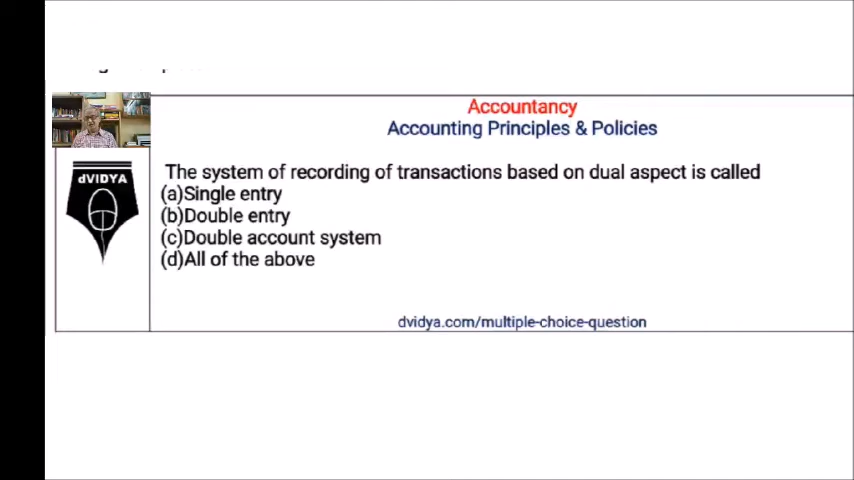 Accountancy
Accounting Principles & Policies
dVIDYA
The system of recording of transactions based on dual aspect is called
(a)Single entry
(b)Double entry
(c)Double account system
(d)All of the above
dvidya.com/multiple-choice-question